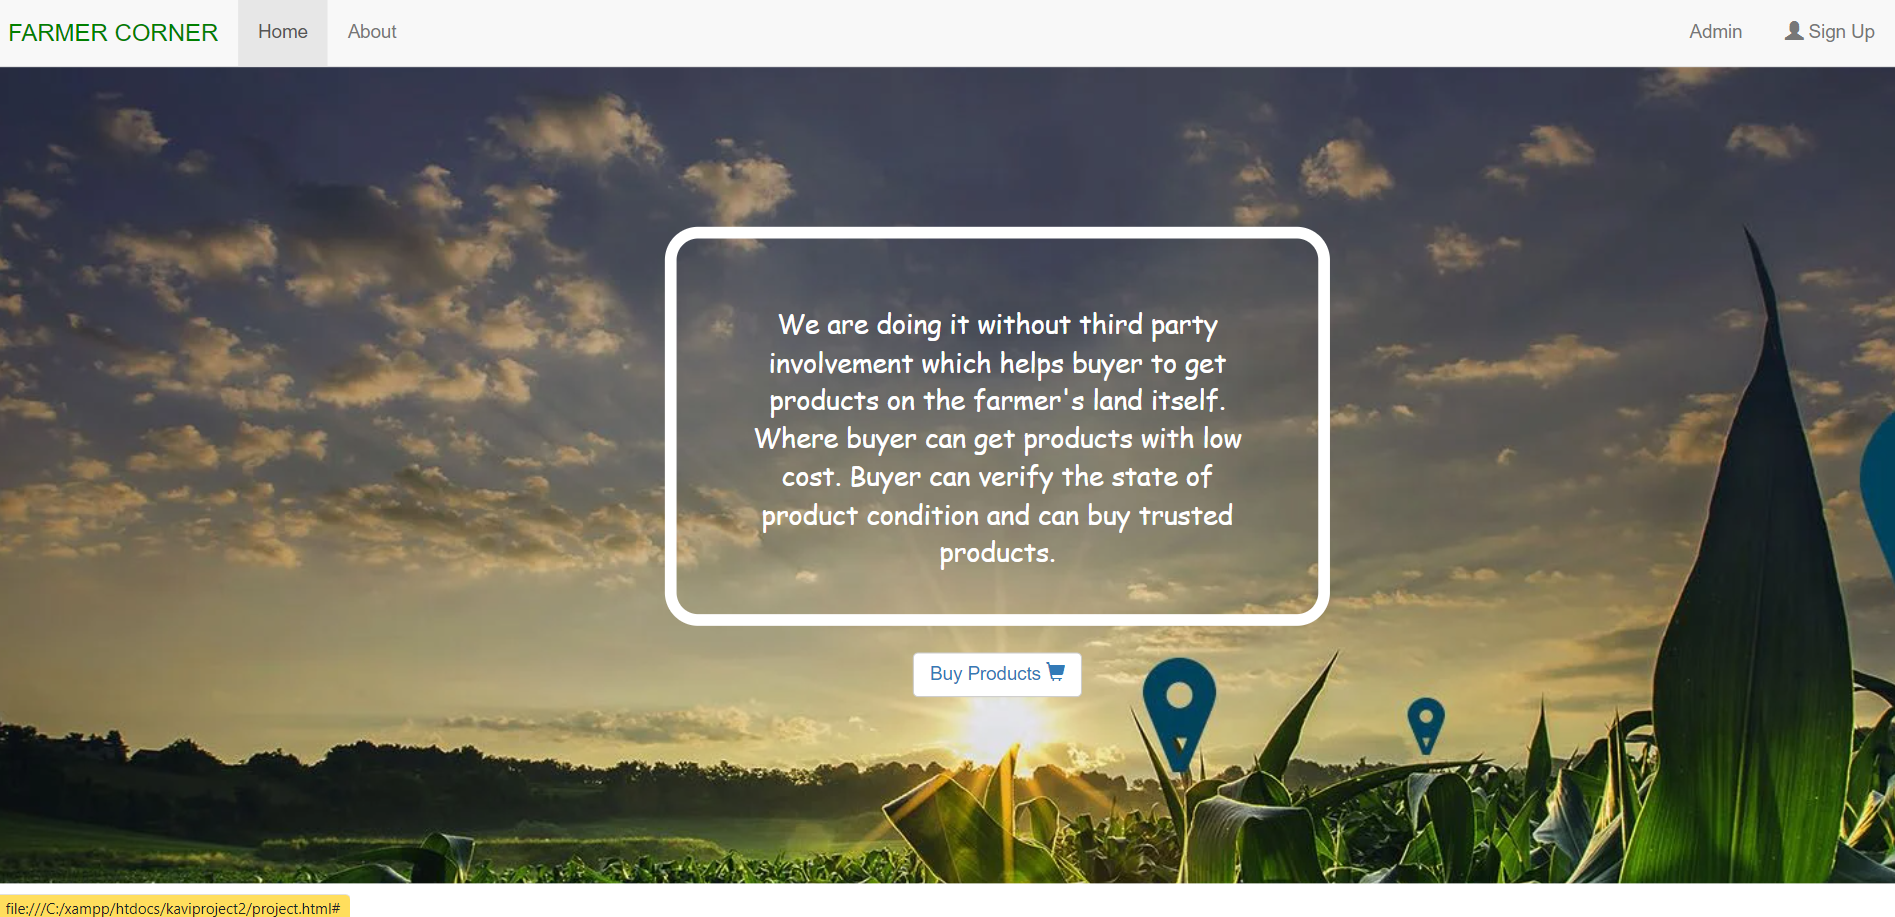 FARMER CORNER Home About Admin Sign Up
We are doing it without third party
involvement which helps buyer to get
products on the farmer's land itself.
Where buyer can get products with low
cost. Buyer can verify the state of
product condition and can buy trusted
products.
Buy Products
file:///C:/xampp/htdocs/kaviproject2/project.html#